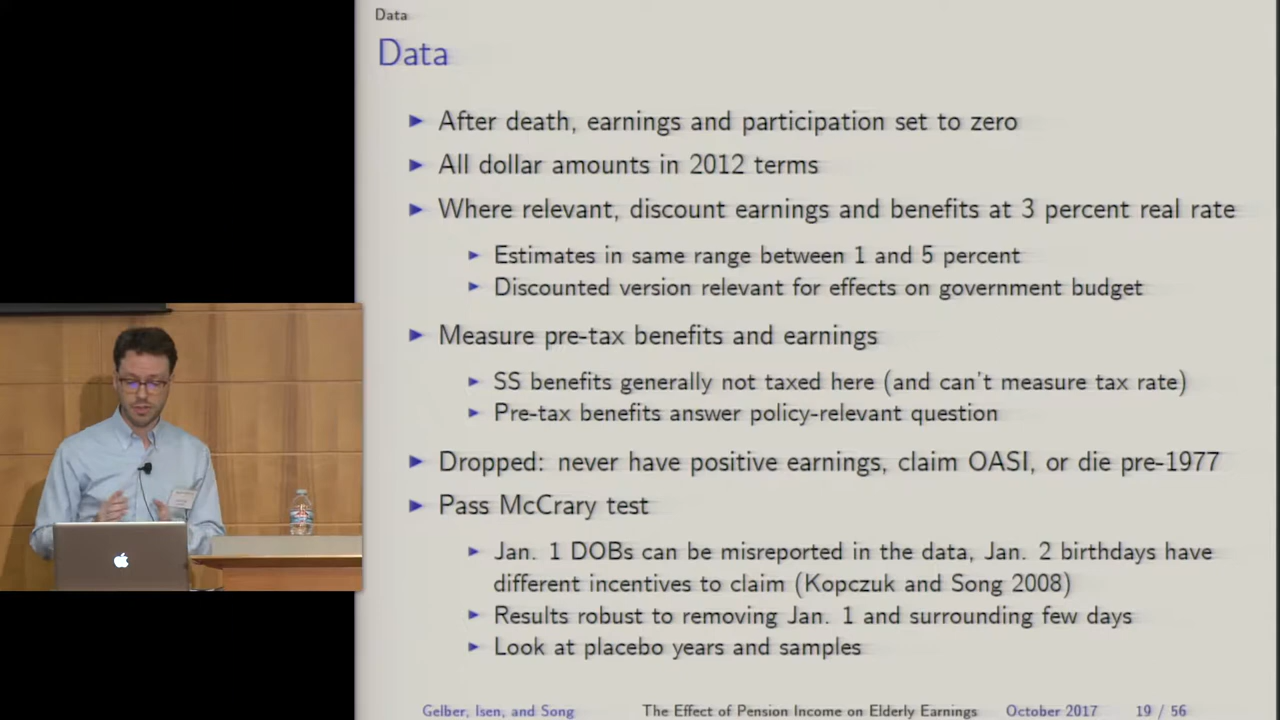 Data
Data
After death, earnings and participation set to zero
All dollar amounts in 2012 terms
Where relevant, discount earnings and benefits at 3 percent real rate
Estimates in same range between 1 and 5 percent
Discounted version relevant for effects on government budget
Measure pre-tax benefits and earnings
SS benefits generally not taxed here (and can't measure tax rate)
Pre-tax benefits answer policy-relevant question
Dropped: never have positive earnings, claim OASI, or die pre-1977
Pass McCrary test
Jan. 1 DOBs can be misreported in the data, Jan. 2 birthdays have
different incentives to claim (Kopczuk and Song 2008)
Results robust to removing Jan. 1 and surrounding few days
Look at placebo years and samples
Gelber, Isen, and Song The Effect of Pension Income on Elderly Earnings October 2017 19 / 56